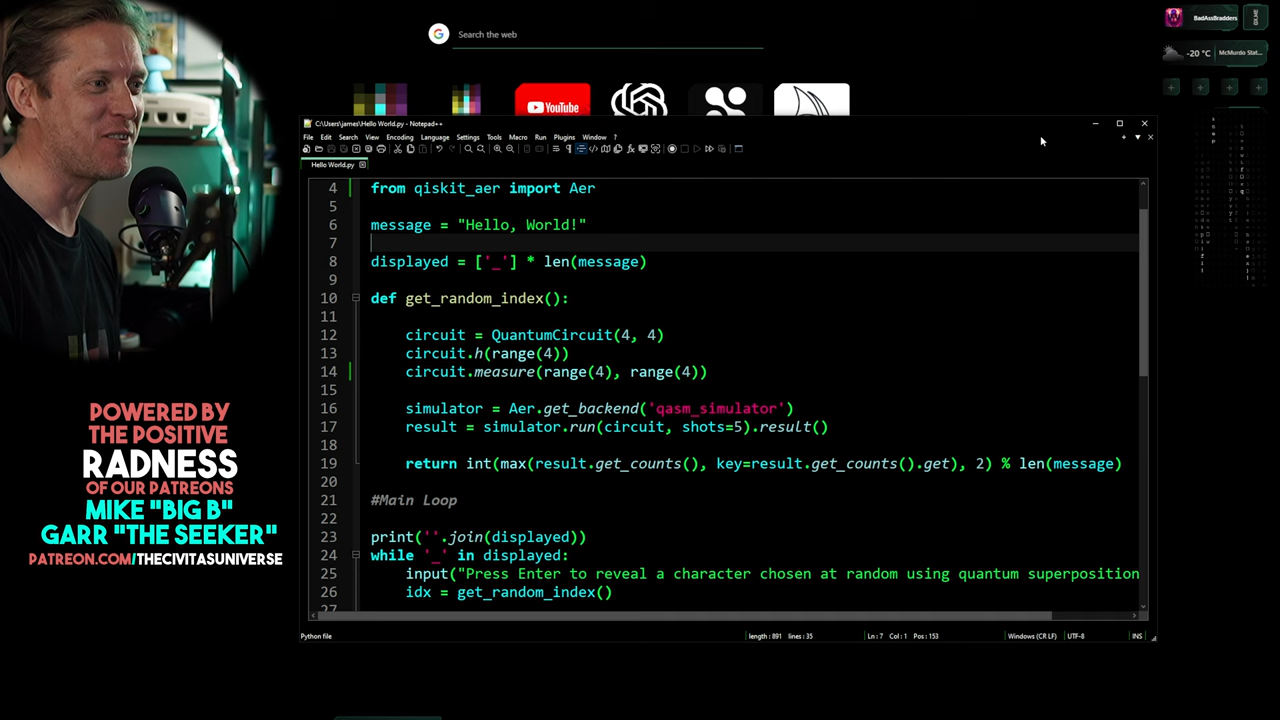 Search the web
BadAssBradders
-20 °C
McMurdo Stat...
YouTube
C:\Users\james\Hello World.py - Notepad++
File Edit Search View Encoding Language Settings Tools Macro Run Plugins Window ?
Hello World.py
4 from qiskit_aer import Aer
5
6 message = "Hello, World!"
7
8 displayed = ['_'] * len(message)
9
10 def get_random_index():
11
12 circuit = QuantumCircuit(4, 4)
13 circuit.h(range(4))
14 circuit.measure(range(4), range(4))
15
16 simulator = Aer.get_backend('qasm_simulator')
17 result = simulator.run(circuit, shots=5).result()
18
19 return int(max(result.get_counts(), key=result.get_counts().get), 2) % len(message)
20
21 #Main Loop
22
23 print(''.join(displayed))
24 while '_' in displayed:
25 input("Press Enter to reveal a character chosen at random using quantum superposition
26 idx = get_random_index()
27
Python file
length : 891 lines : 35
Ln : 7 Col : 1 Pos : 153
Windows (CR LF)
UTF-8
INS
POWERED BY
THE POSITIVE
RADNESS
OF OUR PATREONS
MIKE "BIG B"
GARR "THE SEEKER"
PATREON.COM/THECIVITASUNIVERSE